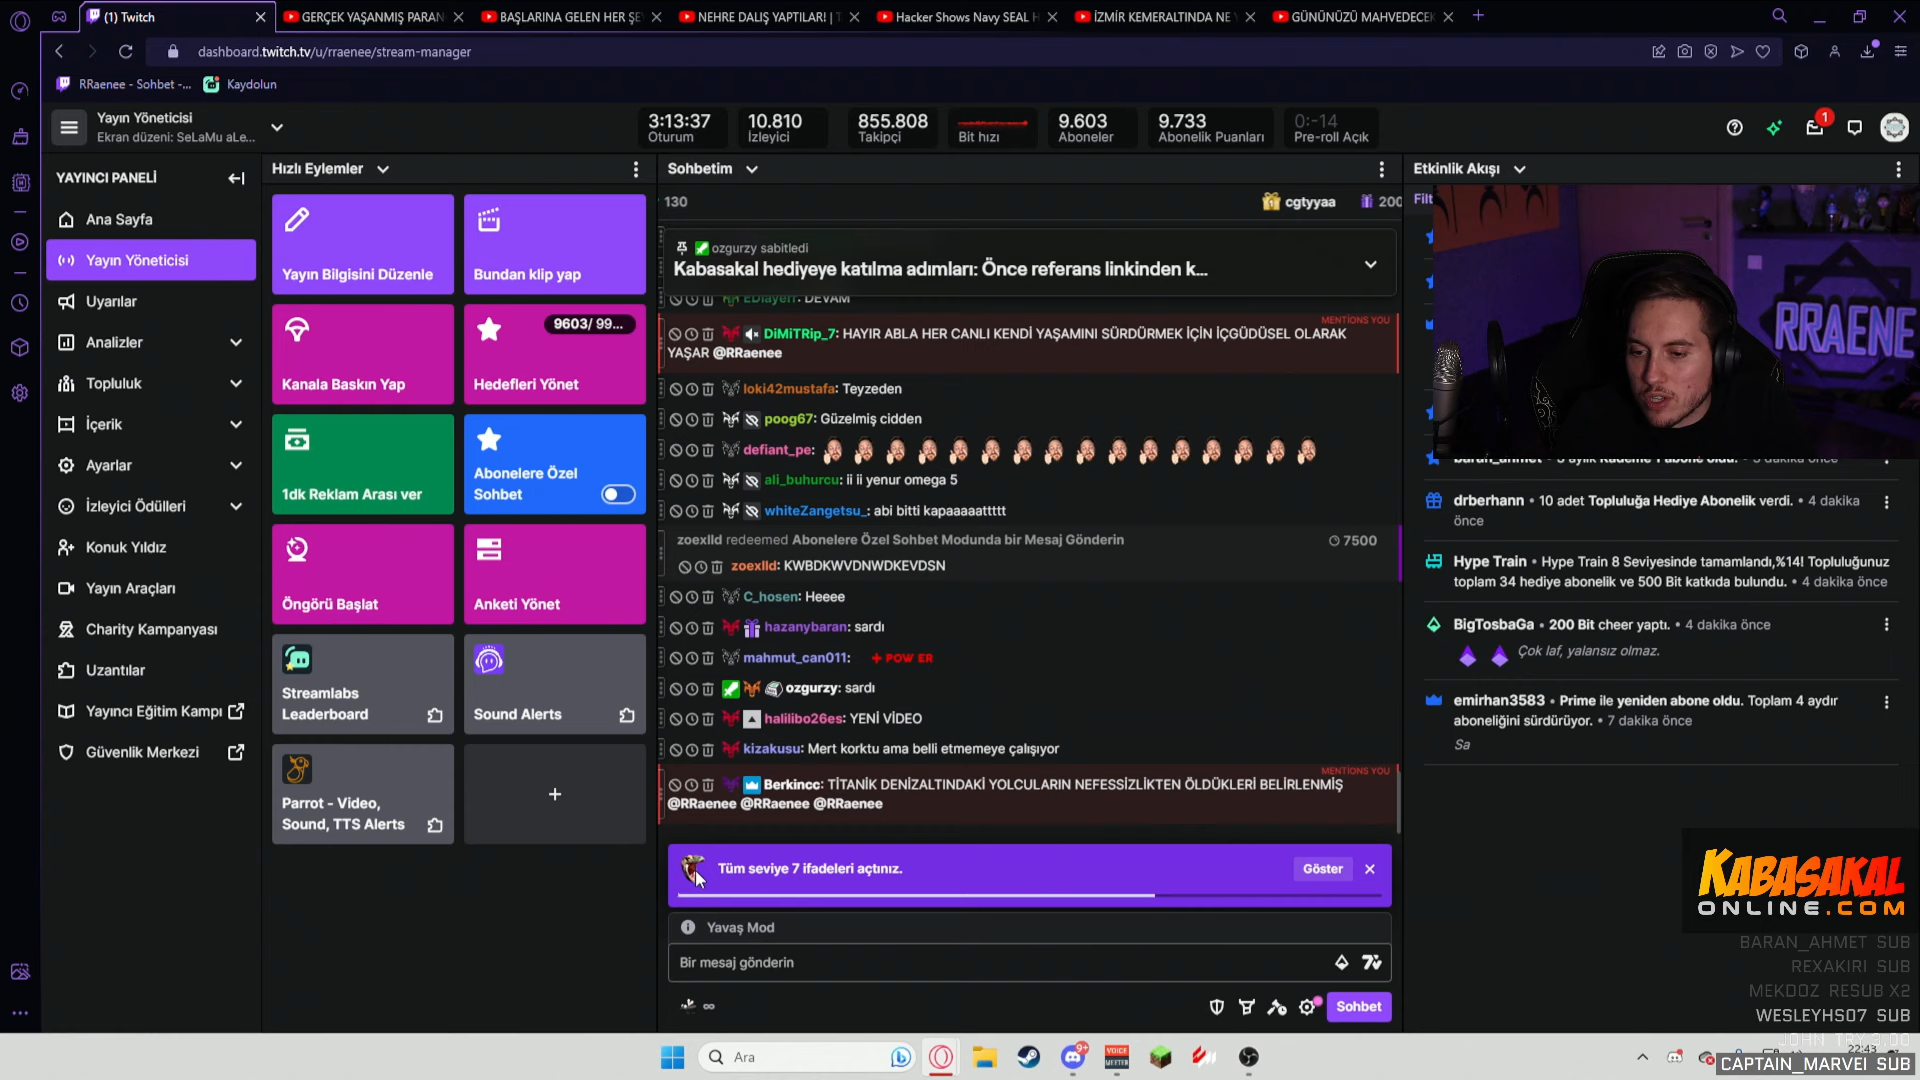 (1) Twitch
GERÇEK YAŞANMIŞ PARAN
BAŞLARINA GELEN HER ŞE
NEHRE DALIŞ YAPTILAR! | T
Hacker Shows Navy SEAL H
İZMİR KEMERALTINDA NE Y
GÜNÜNÜZÜ MAHVEDECEK
dashboard.twitch.tv/u/rraenee/stream-manager
RRaenee - Sohbet -...
Kaydolun
Yayın Yöneticisi
Ekran düzeni: SeLaMu aLe...
3:13:37
Oturum
10.810
İzleyici
855.808
Takipçi
Bit hızı
9.603
Aboneler
9.733
Abonelik Puanları
0:-14
Pre-roll Açık
1
YAYINCI PANELİ
Ana Sayfa
Yayın Yöneticisi
Uyarılar
Analizler
Topluluk
İçerik
Ayarlar
İzleyici Ödülleri
Konuk Yıldız
Yayın Araçları
Charity Kampanyası
Uzantılar
Yayıncı Eğitim Kampı
Güvenlik Merkezi
Hızlı Eylemler
Yayın Bilgisini Düzenle
Bundan klip yap
Kanala Baskın Yap
9603/ 99...
Hedefleri Yönet
1dk Reklam Arası ver
Abonelere Özel
Sohbet
Öngörü Başlat
Anketi Yönet
Streamlabs
Leaderboard
Sound Alerts
Parrot - Video,
Sound, TTS Alerts
Sohbetim
130
cgtyyaa
200
ozgurzy sabitledi
Kabasakal hediyeye katılma adımları: Önce referans linkinden k...
EDlayerr: DEVAM
MENTIONS YOU
DiMiTRip_7: HAYIR ABLA HER CANLI KENDİ YAŞAMINI SÜRDÜRMEK İÇİN İÇGÜDÜSEL OLARAK
YAŞAR @RRaenee
loki42mustafa: Teyzeden
poog67: Güzelmiş cidden
defiant_pe:
ali_buhurcu: ii ii yenur omega 5
whiteZangetsu_: abi bitti kapaaaaattttt
zoexlld redeemed Abonelere Özel Sohbet Modunda bir Mesaj Gönderin
7500
zoexlld: KWBDKWVDNWDKEVDSN
C_hosen: Heeee
hazanybaran: sardı
mahmut_can011: + POW ER
ozgurzy: sardı
halilibo26es: YENİ VİDEO
kizakusu: Mert korktu ama belli etmemeye çalışıyor
MENTIONS YOU
Berkincc: TİTANİK DENİZALTINDAKİ YOLCULARIN NEFESSİZLİKTEN ÖLDÜKLERİ BELİRLENMİŞ
@RRaenee @RRaenee @RRaenee
Tüm seviye 7 ifadeleri açtınız.
Göster
Yavaş Mod
Bir mesaj gönderin
Sohbet
Etkinlik Akışı
Filt
RRAENE
drberhann • 10 adet Topluluğa Hediye Abonelik verdi. • 4 dakika
önce
Hype Train • Hype Train 8 Seviyesinde tamamlandı,%14! Topluluğunuz
toplam 34 hediye abonelik ve 500 Bit katkıda bulundu. • 4 dakika önce
BigTosbaGa • 200 Bit cheer yaptı. • 4 dakika önce
Çok laf, yalansız olmaz.
emirhan3583 • Prime ile yeniden abone oldu. Toplam 4 aydır
aboneliğini sürdürüyor. • 7 dakika önce
Sa
KABASAKAL
ONLINE.COM
BARAN_AHMET SUB
REXAKIRI SUB
MEKDOZ RESUB X2
WESLEYHS07 SUB
CAPTAIN_MARVEI SUB
Ara
9+
VOICE
MEETER
22:43